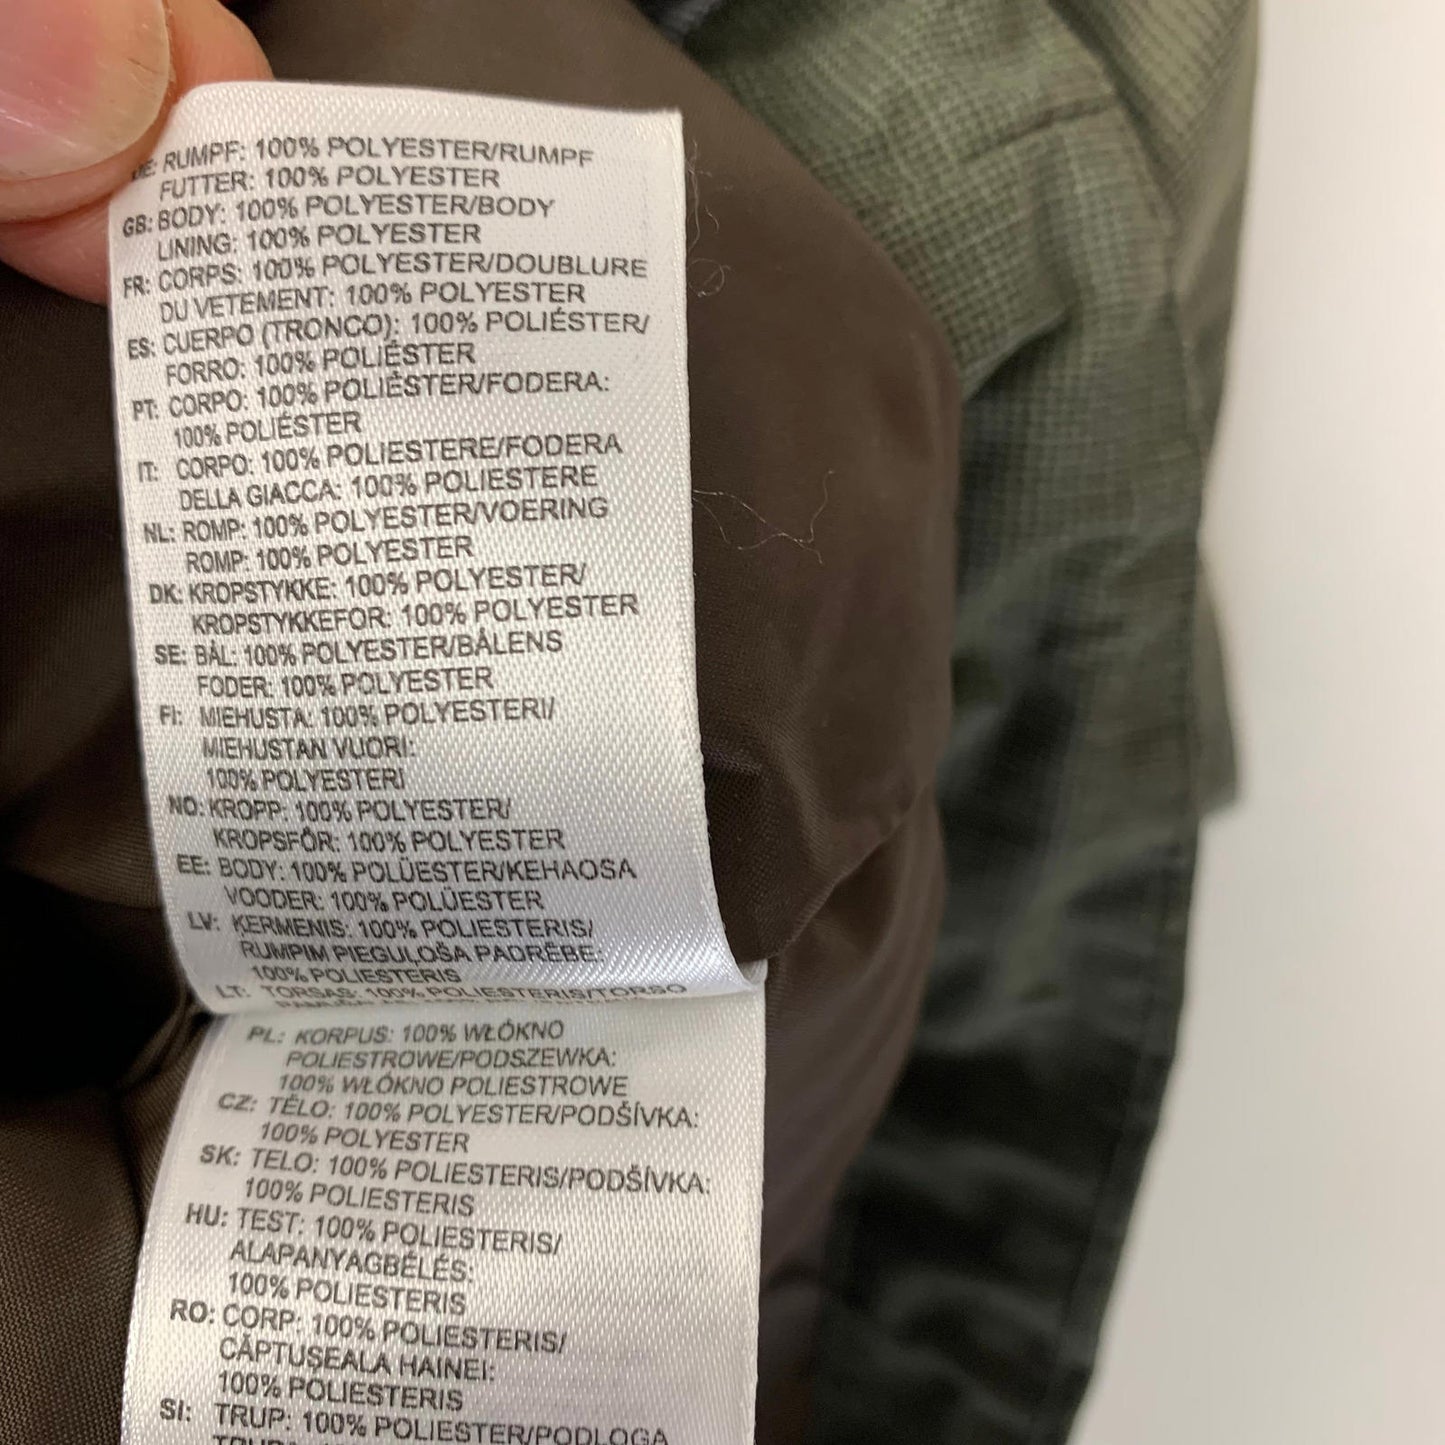 RUMPF: 100% POLYESTER/RUMPF
FUTTER: 100% POLYESTER
GB: BODY: 100% POLYESTER/BODY
LINING: 100% POLYESTER
FR: CORPS: 100% POLYESTER/DOUBLURE
DU VETEMENT: 100% POLYESTER
ES: CUERPO (TRONCO): 100% POLIÉSTER/
FORRO: 100% POLIÉSTER
PT: CORPO: 100% POLIÉSTER/FODERA:
100% POLIÉSTER
IT: CORPO: 100% POLIESTERE/FODERA
DELLA GIACCA: 100% POLIESTERE
NL: ROMP: 100% POLYESTER/VOERING
ROMP: 100% POLYESTER
DK: KROPSTYKKE: 100% POLYESTER/
KROPSTYKKEFOR: 100% POLYESTER
SE: BÅL: 100% POLYESTER/BÅLENS
FODER: 100% POLYESTER
FI: MIEHUSTA: 100% POLYESTERI/
MIEHUSTAN VUORI:
100% POLYESTERI
NO: KROPP: 100% POLYESTER/
KROPSFÔR: 100% POLYESTER
EE: BODY: 100% POLÜESTER/KEHAOSA
VOODER: 100% POLÜESTER
LV: ĶERMENIS: 100% POLIESTERIS/
RUMPIM PIEGUĻOŠA PADRĒBE:
100% POLIESTERIS
LT: TORSAS: 100% POLIESTERIS/TORSO
PL: KORPUS: 100% WŁÓKNO
POLIESTROWE/PODSZEWKA:
100% WŁÓKNO POLIESTROWE
CZ: TĚLO: 100% POLYESTER/PODŠÍVKA:
100% POLYESTER
SK: TELO: 100% POLIESTERIS/PODŠÍVKA:
100% POLIESTERIS
HU: TEST: 100% POLIESTERIS/
ALAPANYAGBÉLÉS:
100% POLIESTERIS
RO: CORP: 100% POLIESTERIS/
CĂPTUȘEALA HAINEI:
100% POLIESTERIS
SI: TRUP: 100% POLIESTER/PODLOGA